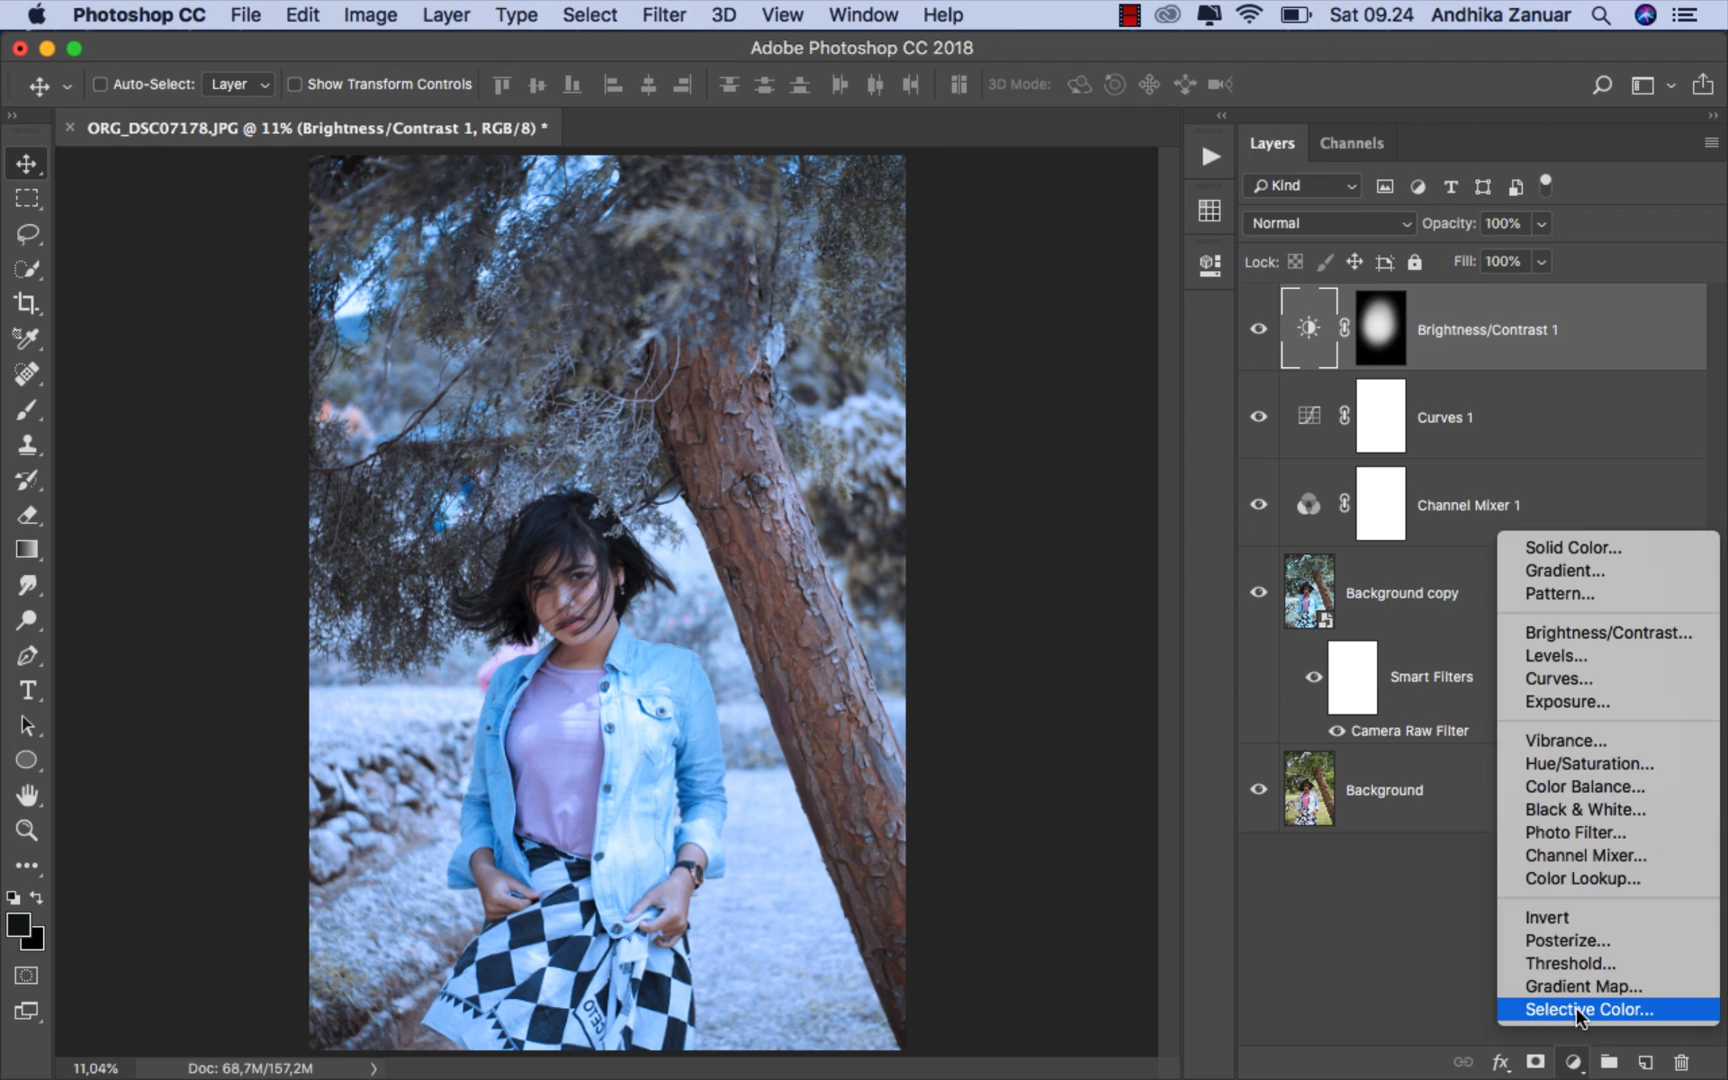 Photoshop CC File Edit Image Layer Type Select Filter 3D View Window Help Sat 09.24 Andhika Zanuar
Adobe Photoshop CC 2018
Auto-Select: Layer Show Transform Controls 3D Mode:
ORG_DSC07178.JPG @ 11% (Brightness/Contrast 1, RGB/8) *
Layers Channels
Kind
Normal Opacity: 100%
Lock: Fill: 100%
Brightness/Contrast 1
Curves 1
Channel Mixer 1
Background copy
Smart Filters
Camera Raw Filter
Background
Solid Color...
Gradient...
Pattern...
Brightness/Contrast...
Levels...
Curves...
Exposure...
Vibrance...
Hue/Saturation...
Color Balance...
Black & White...
Photo Filter...
Channel Mixer...
Color Lookup...
Invert
Posterize...
Threshold...
Gradient Map...
Selective Color...
11,04% Doc: 68,7M/157,2M